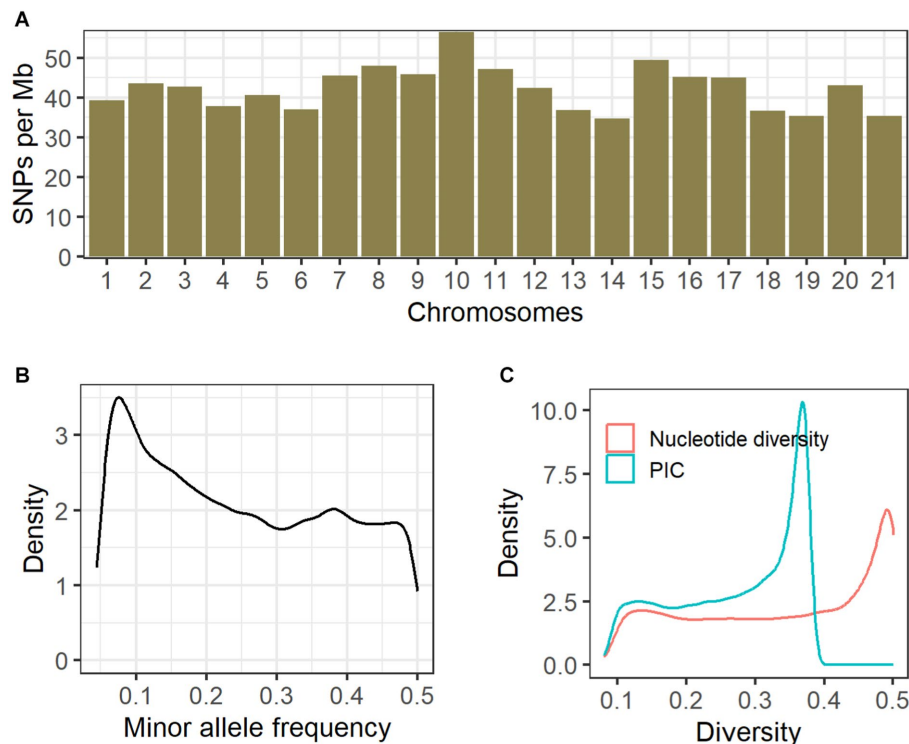 A
SNPs per Mb
50
40
30
20
10
0
1 2 3 4 5 6 7 8 9 10 11 12 13 14 15 16 17 18 19 20 21
Chromosomes
B
Density
3
2
1
0
0.1 0.2 0.3 0.4 0.5
Minor allele frequency
C
Density
10.0
7.5
5.0
2.5
0.0
Nucleotide diversity
PIC
0.1 0.2 0.3 0.4 0.5
Diversity